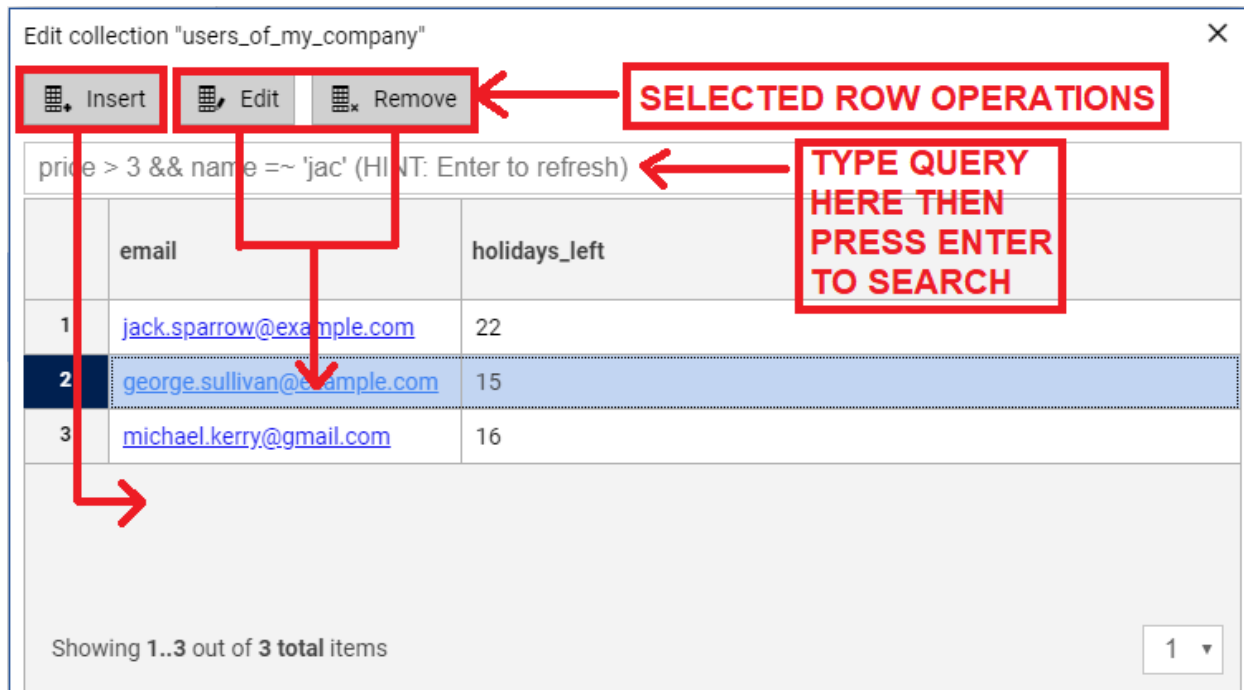 Edit collection "users_of_my_company"
Insert Edit Remove
SELECTED ROW OPERATIONS
price > 3 && name =~ 'jac' (HINT: Enter to refresh)
TYPE QUERY
HERE THEN
PRESS ENTER
TO SEARCH
email holidays_left
1 jack.sparrow@example.com 22
2 george.sullivan@example.com 15
3 michael.kerry@gmail.com 16
Showing 1..3 out of 3 total items
1